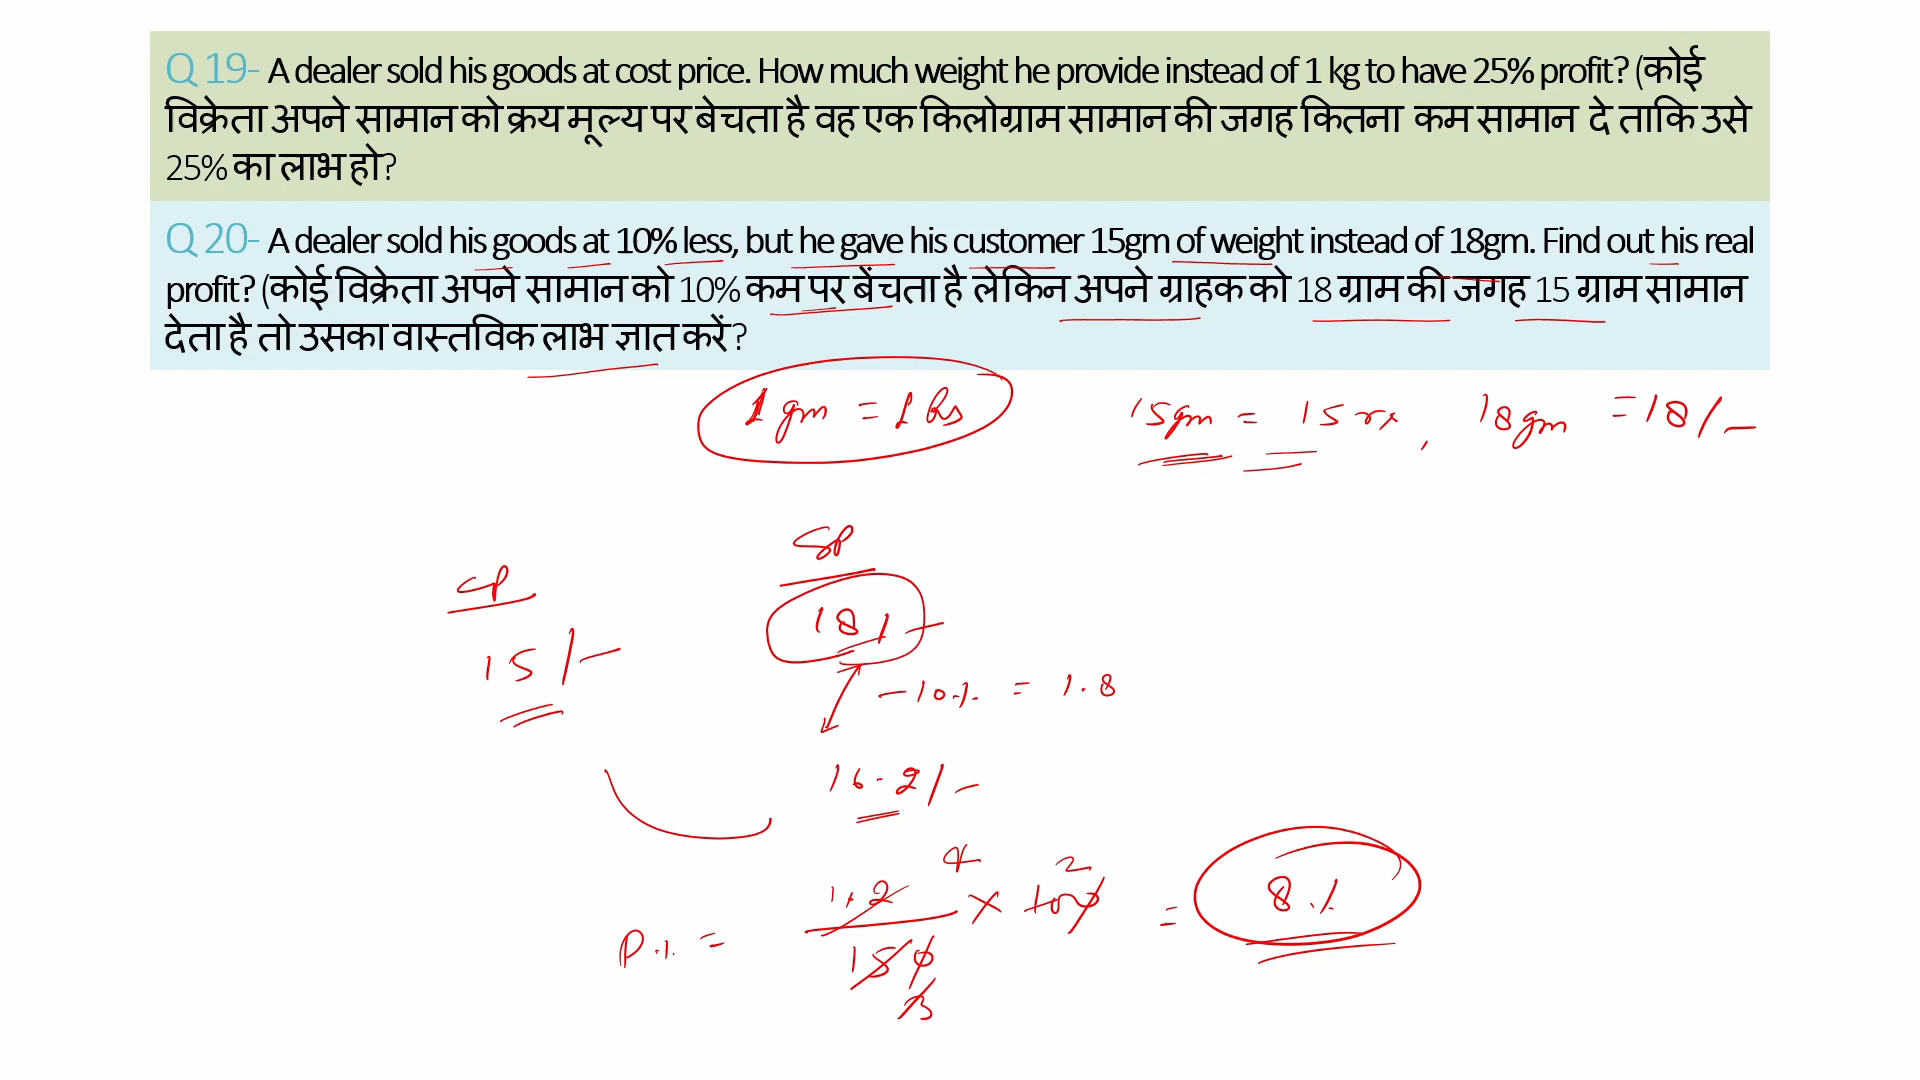 Q 19- A dealer sold his goods at cost price. How much weight he provide instead of 1 kg to have 25% profit? (कोई
विक्रेता अपने सामान को क्रय मूल्य पर बेचता है वह एक किलोग्राम सामान की जगह कितना कम सामान दे ताकि उसे
25% का लाभ हो?
Q 20- A dealer sold his goods at 10% less, but he gave his customer 15gm of weight instead of 18gm. Find out his real
profit? (कोई विक्रेता अपने सामान को 10% कम पर बेंचता है लेकिन अपने ग्राहक को 18 ग्राम की जगह 15 ग्राम सामान
देता है तो उसका वास्तविक लाभ ज्ञात करें?
1 gm = 1 Rs 15gm = 15 , 18gm = 18/-
SP
CP
18/-
15/-
-10% = 1.8
16.2/-
4 2
1.2 × 100 = 8%
P.% =
150
3